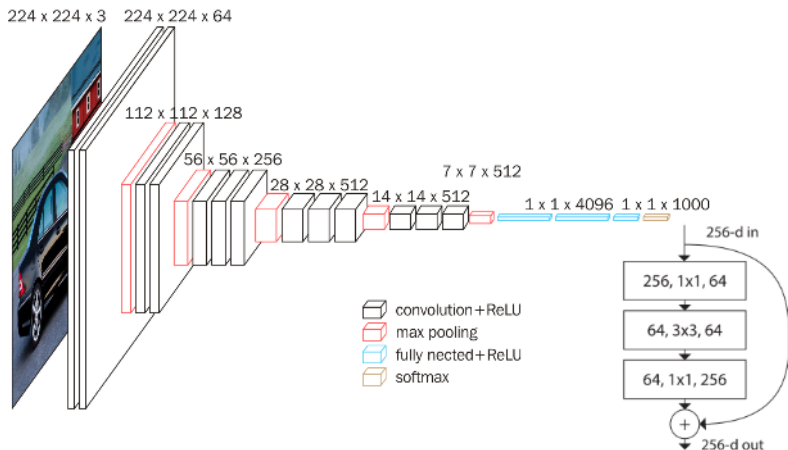 224 x 224 x 3
224 x 224 x 64
112 x 112 x 128
56 x 56 x 256
28 x 28 x 512
14 x 14 x 512
7 x 7 x 512
1 x 1 x 4096
1 x 1 x 1000
convolution+ReLU
max pooling
fully nected+ReLU
softmax
256-d in
256, 1x1, 64
64, 3x3, 64
64, 1x1, 256
+
256-d out